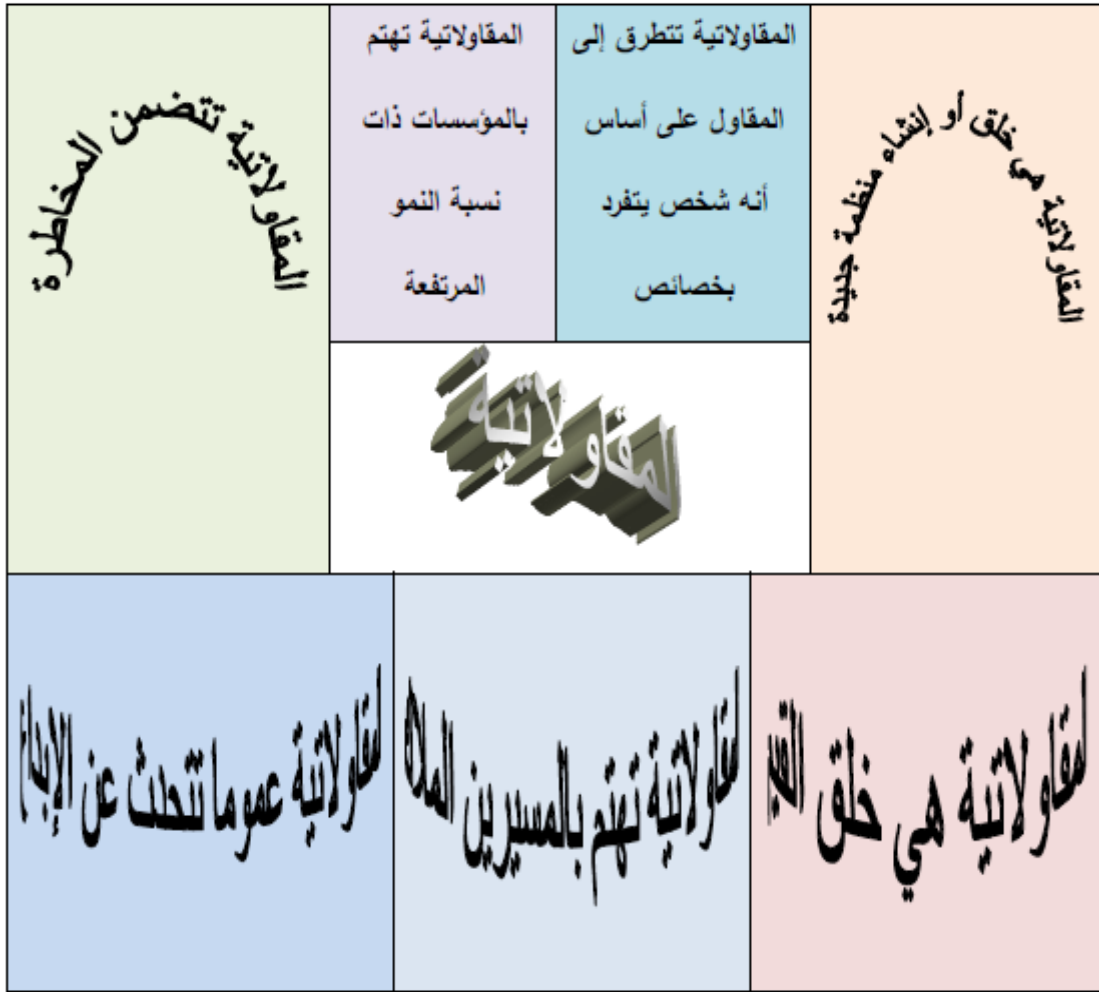 المقاولاتية هي خلق أو إنشاء منظمة جديدة
المقاولاتية تتطرق إلى
المقاول على أساس
أنه شخص يتفرد
بخصائص
المقاولاتية تهتم
بالمؤسسات ذات
نسبة النمو
المرتفعة
المقاولاتية تتضمن المخاطرة
المقاولاتية
لمقاولاتية هي خلق
لمقاولاتية تهتم بالمسيرين
لمقاولاتية عموما تتحدث عن الإبداع